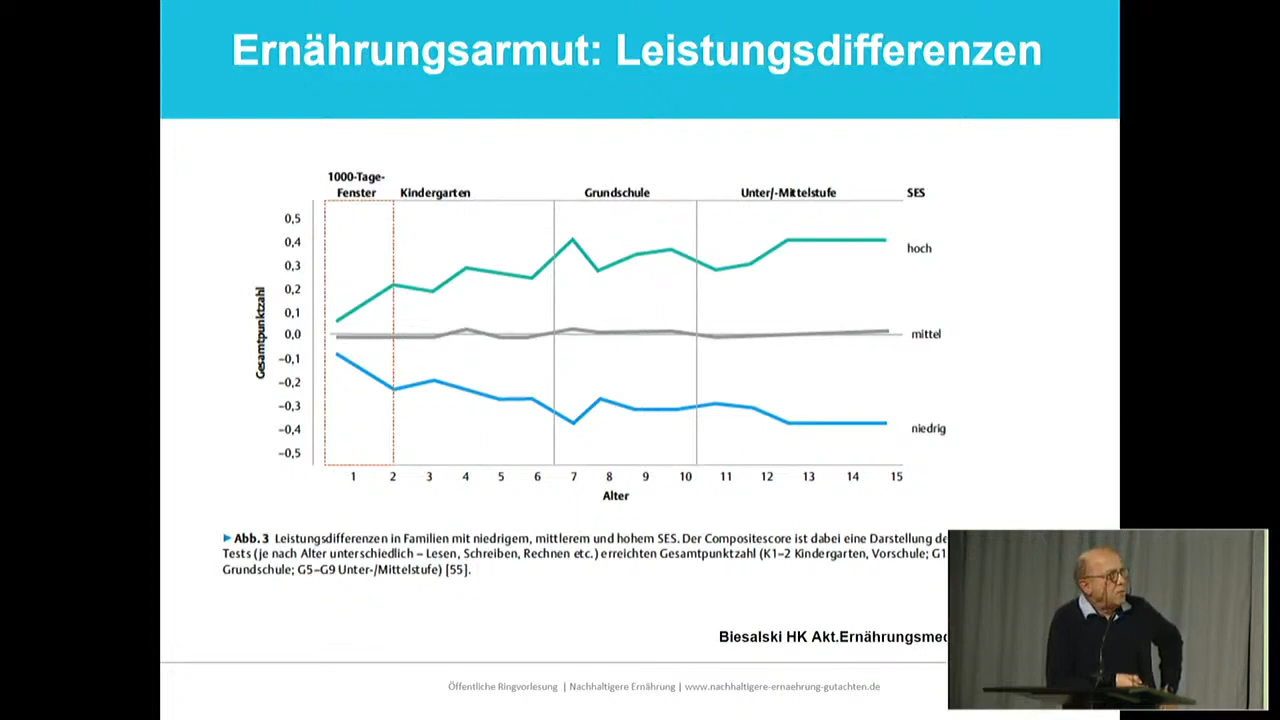 Ernährungsarmut: Leistungsdifferenzen
1000-Tage-
Fenster
Kindergarten
Grundschule
Unter/-Mittelstufe
SES
0,5
0,4
0,3
0,2
0,1
0,0
–0,1
–0,2
–0,3
–0,4
–0,5
Gesamtpunktzahl
hoch
mittel
niedrig
1 2 3 4 5 6 7 8 9 10 11 12 13 14 15
Alter
▶ Abb. 3 Leistungsdifferenzen in Familien mit niedrigem, mittlerem und hohem SES. Der Compositescore ist dabei eine Darstellung
Tests (je nach Alter unterschiedlich – Lesen, Schreiben, Rechnen etc.) erreichten Gesamtpunktzahl (K1–2 Kindergarten, Vorschule; G1
Grundschule; G5–G9 Unter-/Mittelstufe) [55].
Biesalski HK Akt.Ernährungsmed
Öffentliche Ringvorlesung | Nachhaltigere Ernährung | www.nachhaltigere-ernaehrung-gutachten.de